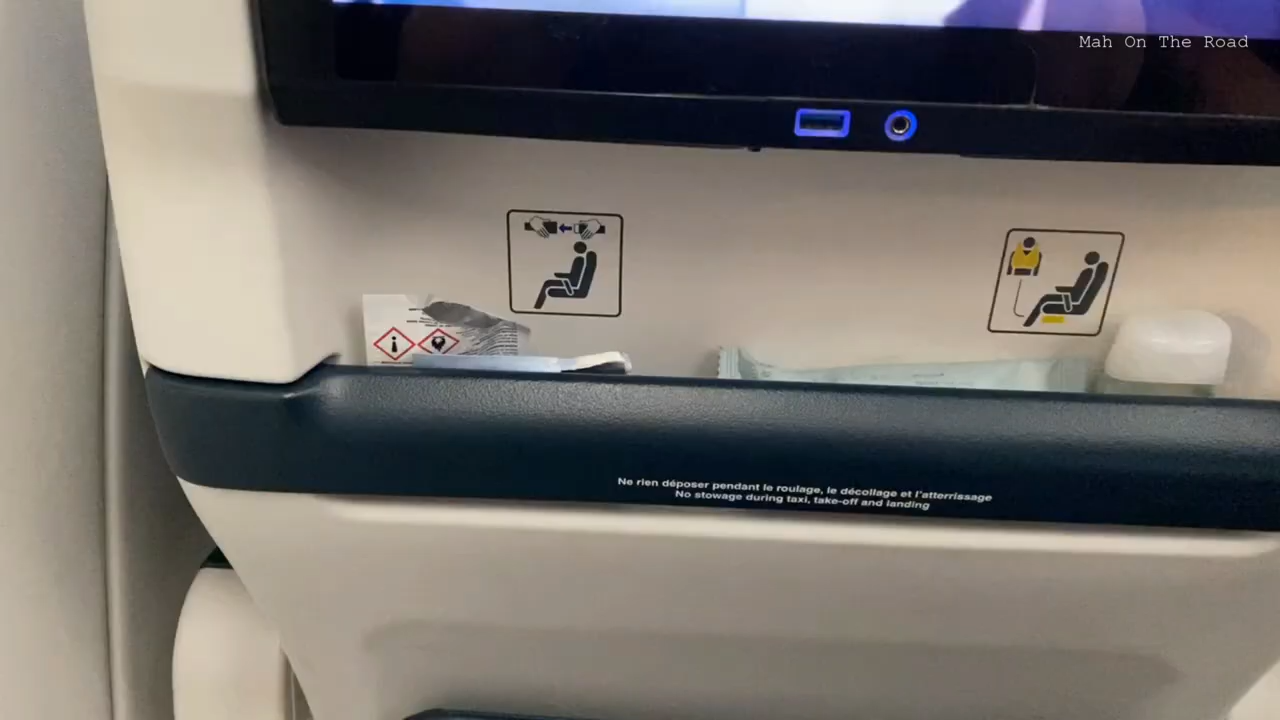 Mah On The Road
Ne rien déposer pendant le roulage, le décollage et l'atterrissage
No stowage during taxi, take-off and landing